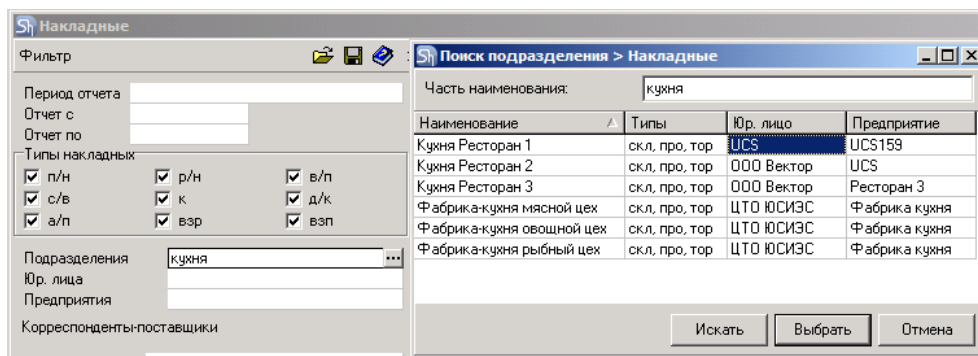 Sh Накладные
Фильтр
Период отчета
Отчет с
Отчет по
Типы накладных
п/н р/н в/п
с/в к д/к
а/п взр взп
Подразделения кухня ...
Юр. лица
Предприятия
Корреспонденты-поставщики
Sh Поиск подразделения > Накладные
Часть наименования: кухня
Наименование Типы Юр. лицо Предприятие
Кухня Ресторан 1 скл, про, тор UCS UCS159
Кухня Ресторан 2 скл, про, тор ООО Вектор UCS
Кухня Ресторан 3 скл, про, тор ООО Вектор Ресторан 3
Фабрика-кухня мясной цех скл, про, тор ЦТО ЮСИЭС Фабрика кухня
Фабрика-кухня овощной цех скл, про, тор ЦТО ЮСИЭС Фабрика кухня
Фабрика-кухня рыбный цех скл, про, тор ЦТО ЮСИЭС Фабрика кухня
Искать Выбрать Отмена